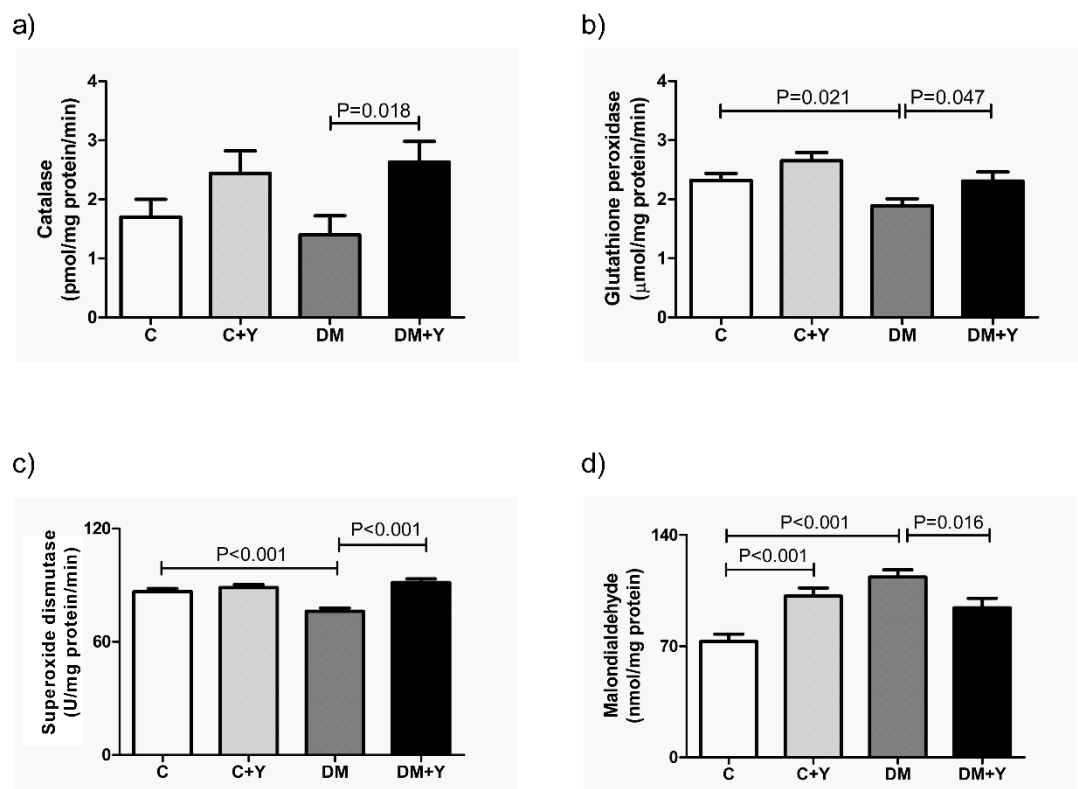 a)
Catalase
(pmol/mg protein/min)
4
3
2
1
0
P=0.018
C C+Y DM DM+Y
b)
Glutathione peroxidase
(μmol/mg protein/min)
4
3
2
1
0
P=0.021 P=0.047
C C+Y DM DM+Y
c)
Superoxide dismutase
(U/mg protein/min)
120
60
0
P<0.001
P<0.001
C C+Y DM DM+Y
d)
Malondialdehyde
(nmol/mg protein)
140
70
0
P<0.001 P=0.016
P<0.001
C C+Y DM DM+Y